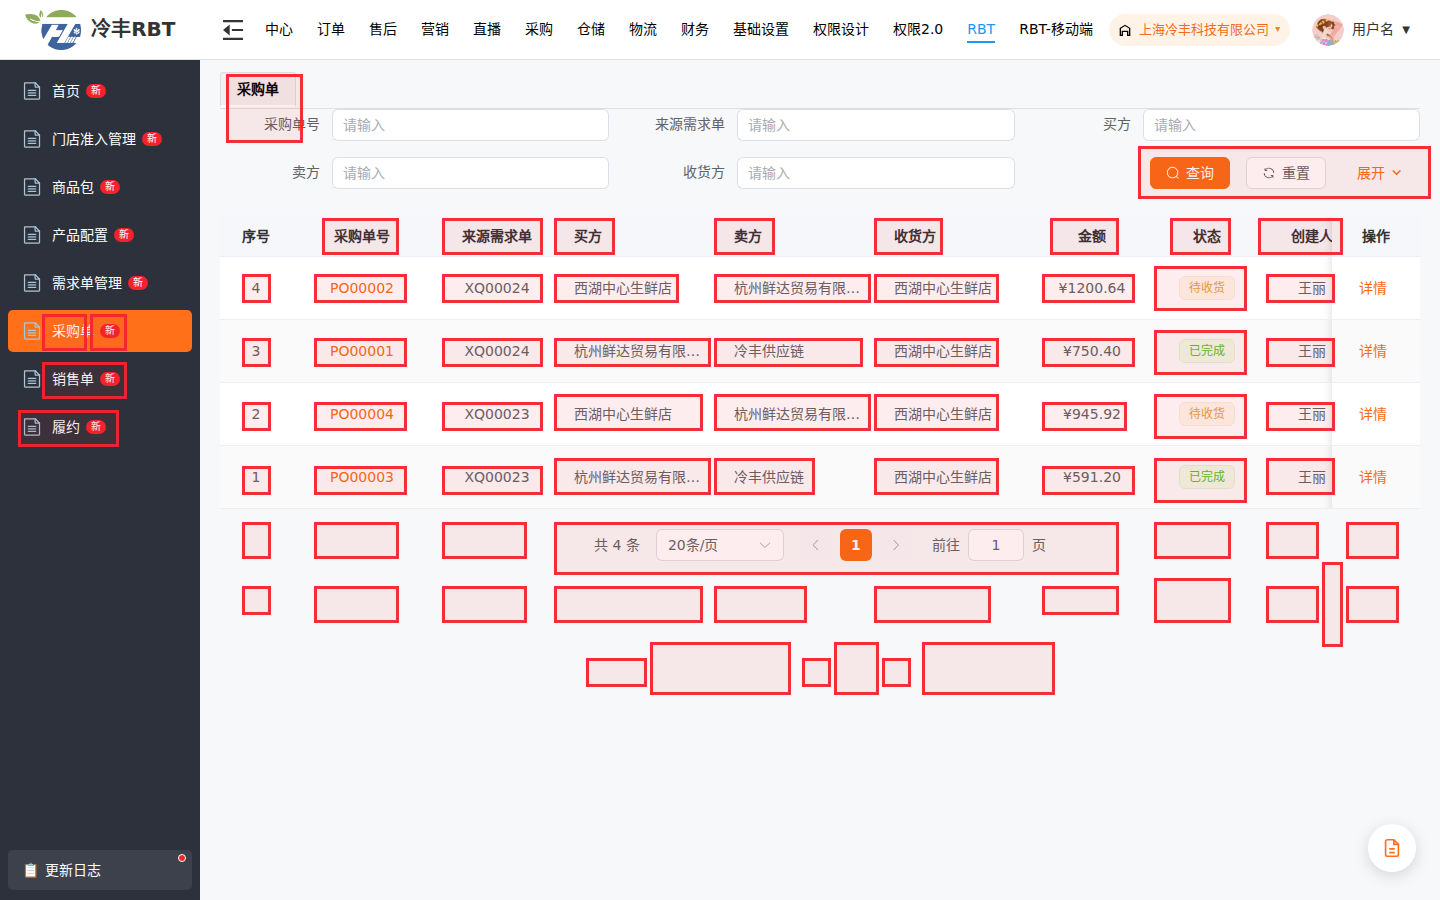 冷丰RBT
中心 订单 售后 营销 直播 采购 仓储 物流 财务 基础设置 权限设计 权限2.0 RBT RBT-移动端 上海冷丰科技有限公司 用户名
首页 新
门店准入管理 新
商品包 新
产品配置 新
需求单管理 新
采购单 新
销售单 新
履约 新
更新日志
采购单
采购单号 请输入 来源需求单 请输入 买方 请输入
卖方 请输入 收货方 请输入 查询 重置 展开
序号 采购单号 来源需求单 买方 卖方 收货方 金额 状态 创建人 操作
4 PO00002 XQ00024 西湖中心生鲜店 杭州鲜达贸易有限... 西湖中心生鲜店 ¥1200.64 待收货 王丽 详情
3 PO00001 XQ00024 杭州鲜达贸易有限... 冷丰供应链 西湖中心生鲜店 ¥750.40 已完成 王丽 详情
2 PO00004 XQ00023 西湖中心生鲜店 杭州鲜达贸易有限... 西湖中心生鲜店 ¥945.92 待收货 王丽 详情
1 PO00003 XQ00023 杭州鲜达贸易有限... 冷丰供应链 西湖中心生鲜店 ¥591.20 已完成 王丽 详情
共 4 条 20条/页 1 前往 1 页